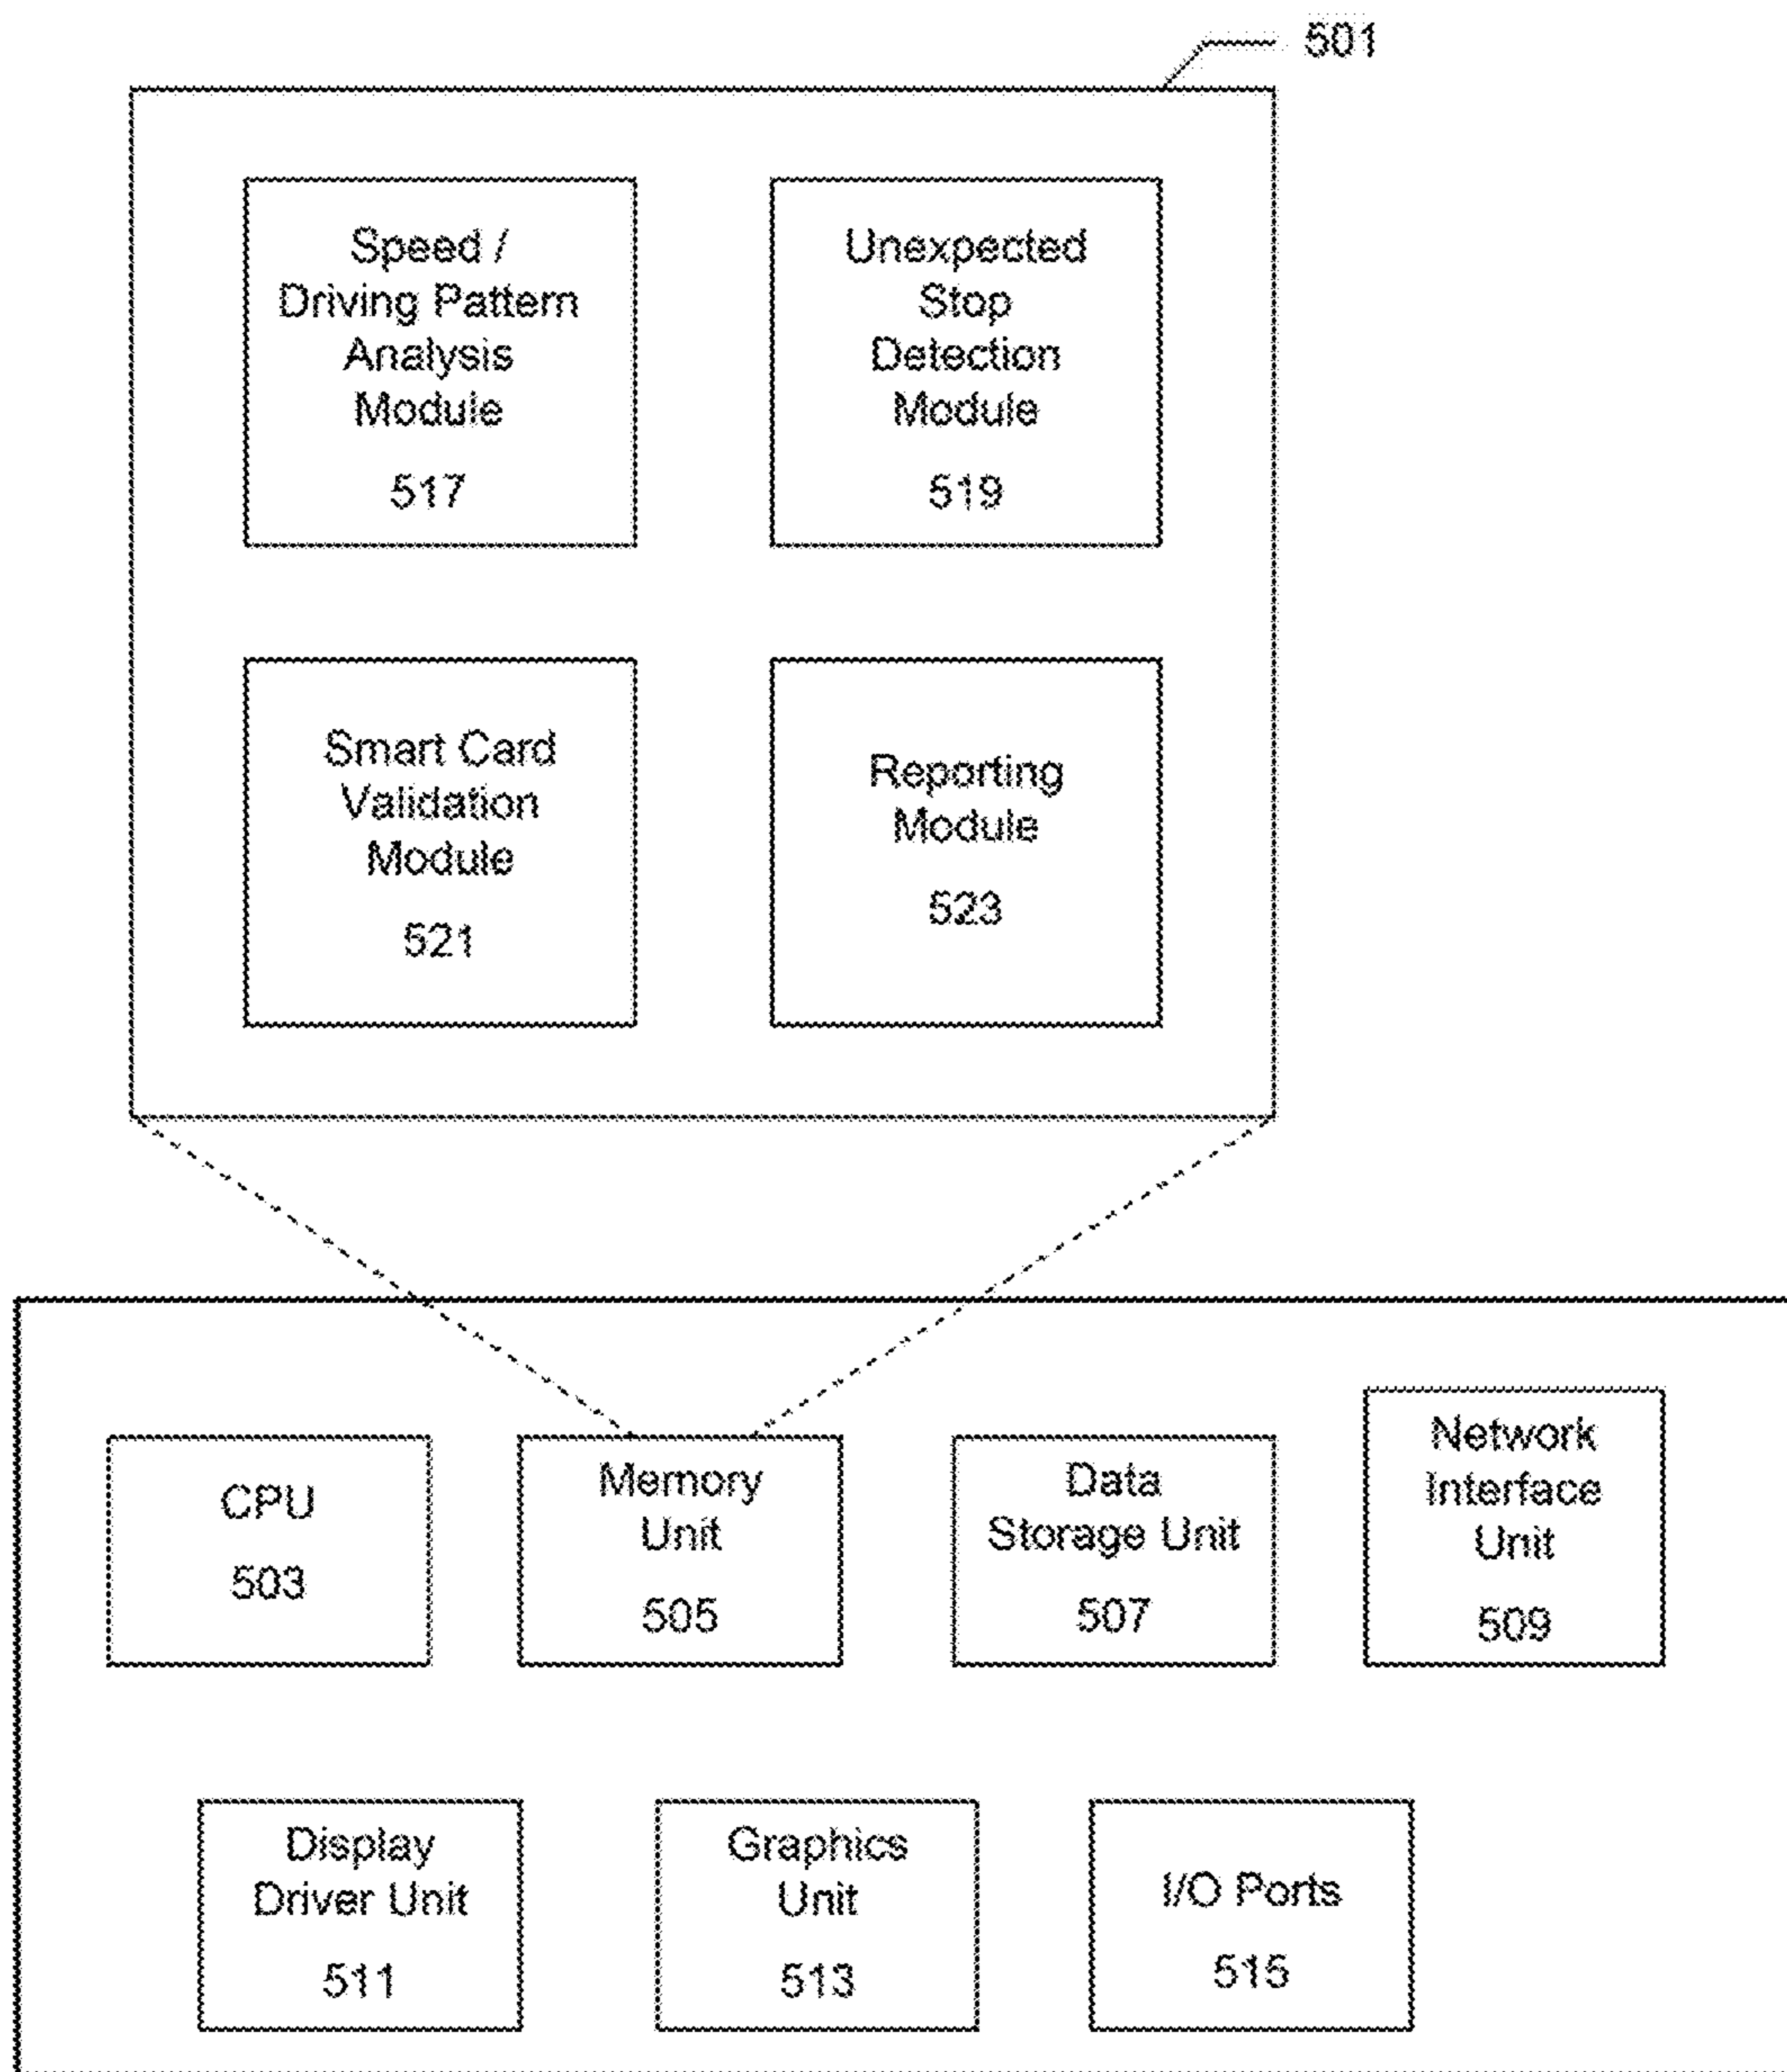 501
Speed /
Driving Pattern
Analysis
Module
517
Unexpected
Stop
Detection
Module
519
Smart Card
Validation
Module
521
Reporting
Module
523
CPU
503
Memory
Unit
505
Data
Storage Unit
507
Network
Interface
Unit
509
Display
Driver Unit
511
Graphics
Unit
513
I/O Ports
515